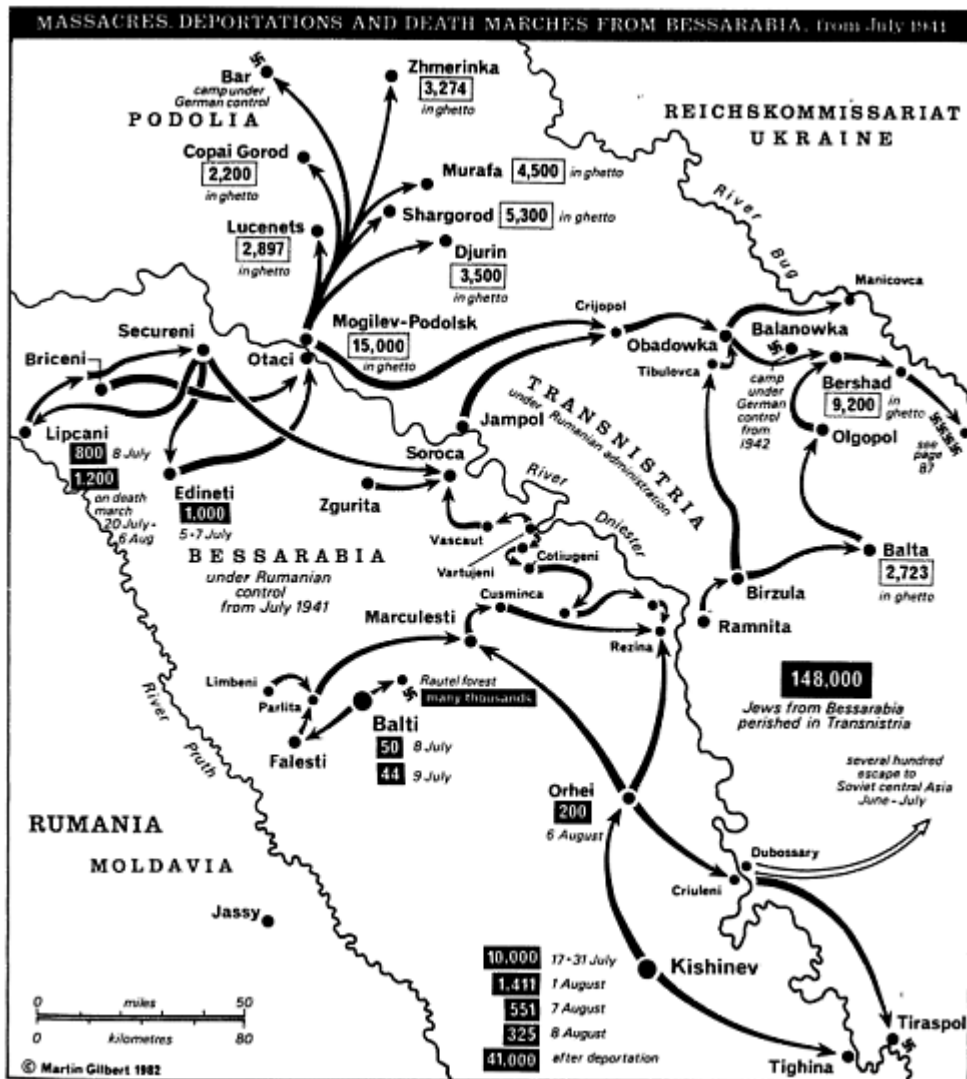 MASSACRES, DEPORTATIONS AND DEATH MARCHES FROM BESSARABIA, from July 1941
Bar
camp under
German control
PODOLIA
Zhmerinka
3,274
in ghetto
REICHSKOMMISSARIAT
UKRAINE
Copai Gorod
2,200
in ghetto
Murafa 4,500 in ghetto
Shargorod 5,300 in ghetto
Lucenets
2,897
in ghetto
Djurin
3,500
in ghetto
River Bug
Manicovca
Secureni
Briceni
Otaci
Mogilev-Podolsk
15,000
in ghetto
Crijopol
Obadowka
Balanowka
Tibulovca
camp
under
German
control
from
1942
Bershad
9,200 in
ghetto
Olgopol
see
page
87
TRANSNISTRIA
under Rumanian administration
Jampol
Lipcani
800 8 July
1.200
on death
march
20 July -
6 Aug
Edineti
1.000
5-7 July
Soroca
Zgurita
River Dniester
Vascaut
Vartujeni
Cotiugeni
BESSARABIA
under Rumanian
control
from July 1941
Balta
2,723
in ghetto
Birzula
Ramnita
Cusminca
Marculesti
Rezina
Limbeni
Parlita
Rautel forest
many thousands
Balti
50 8 July
44 9 July
Falesti
148,000
Jews from Bessarabia
perished in Transnistria
River Pruth
several hundred
escape to
Soviet central Asia
June-July
Orhei
200
6 August
RUMANIA
MOLDAVIA
Dubossary
Criuleni
Jassy
Kishinev
10,000 17-31 July
1.411 1 August
551 7 August
325 8 August
41,000 after deportation
Tiraspol
Tighina
0 miles 50
0 kilometres 80
© Martin Gilbert 1982